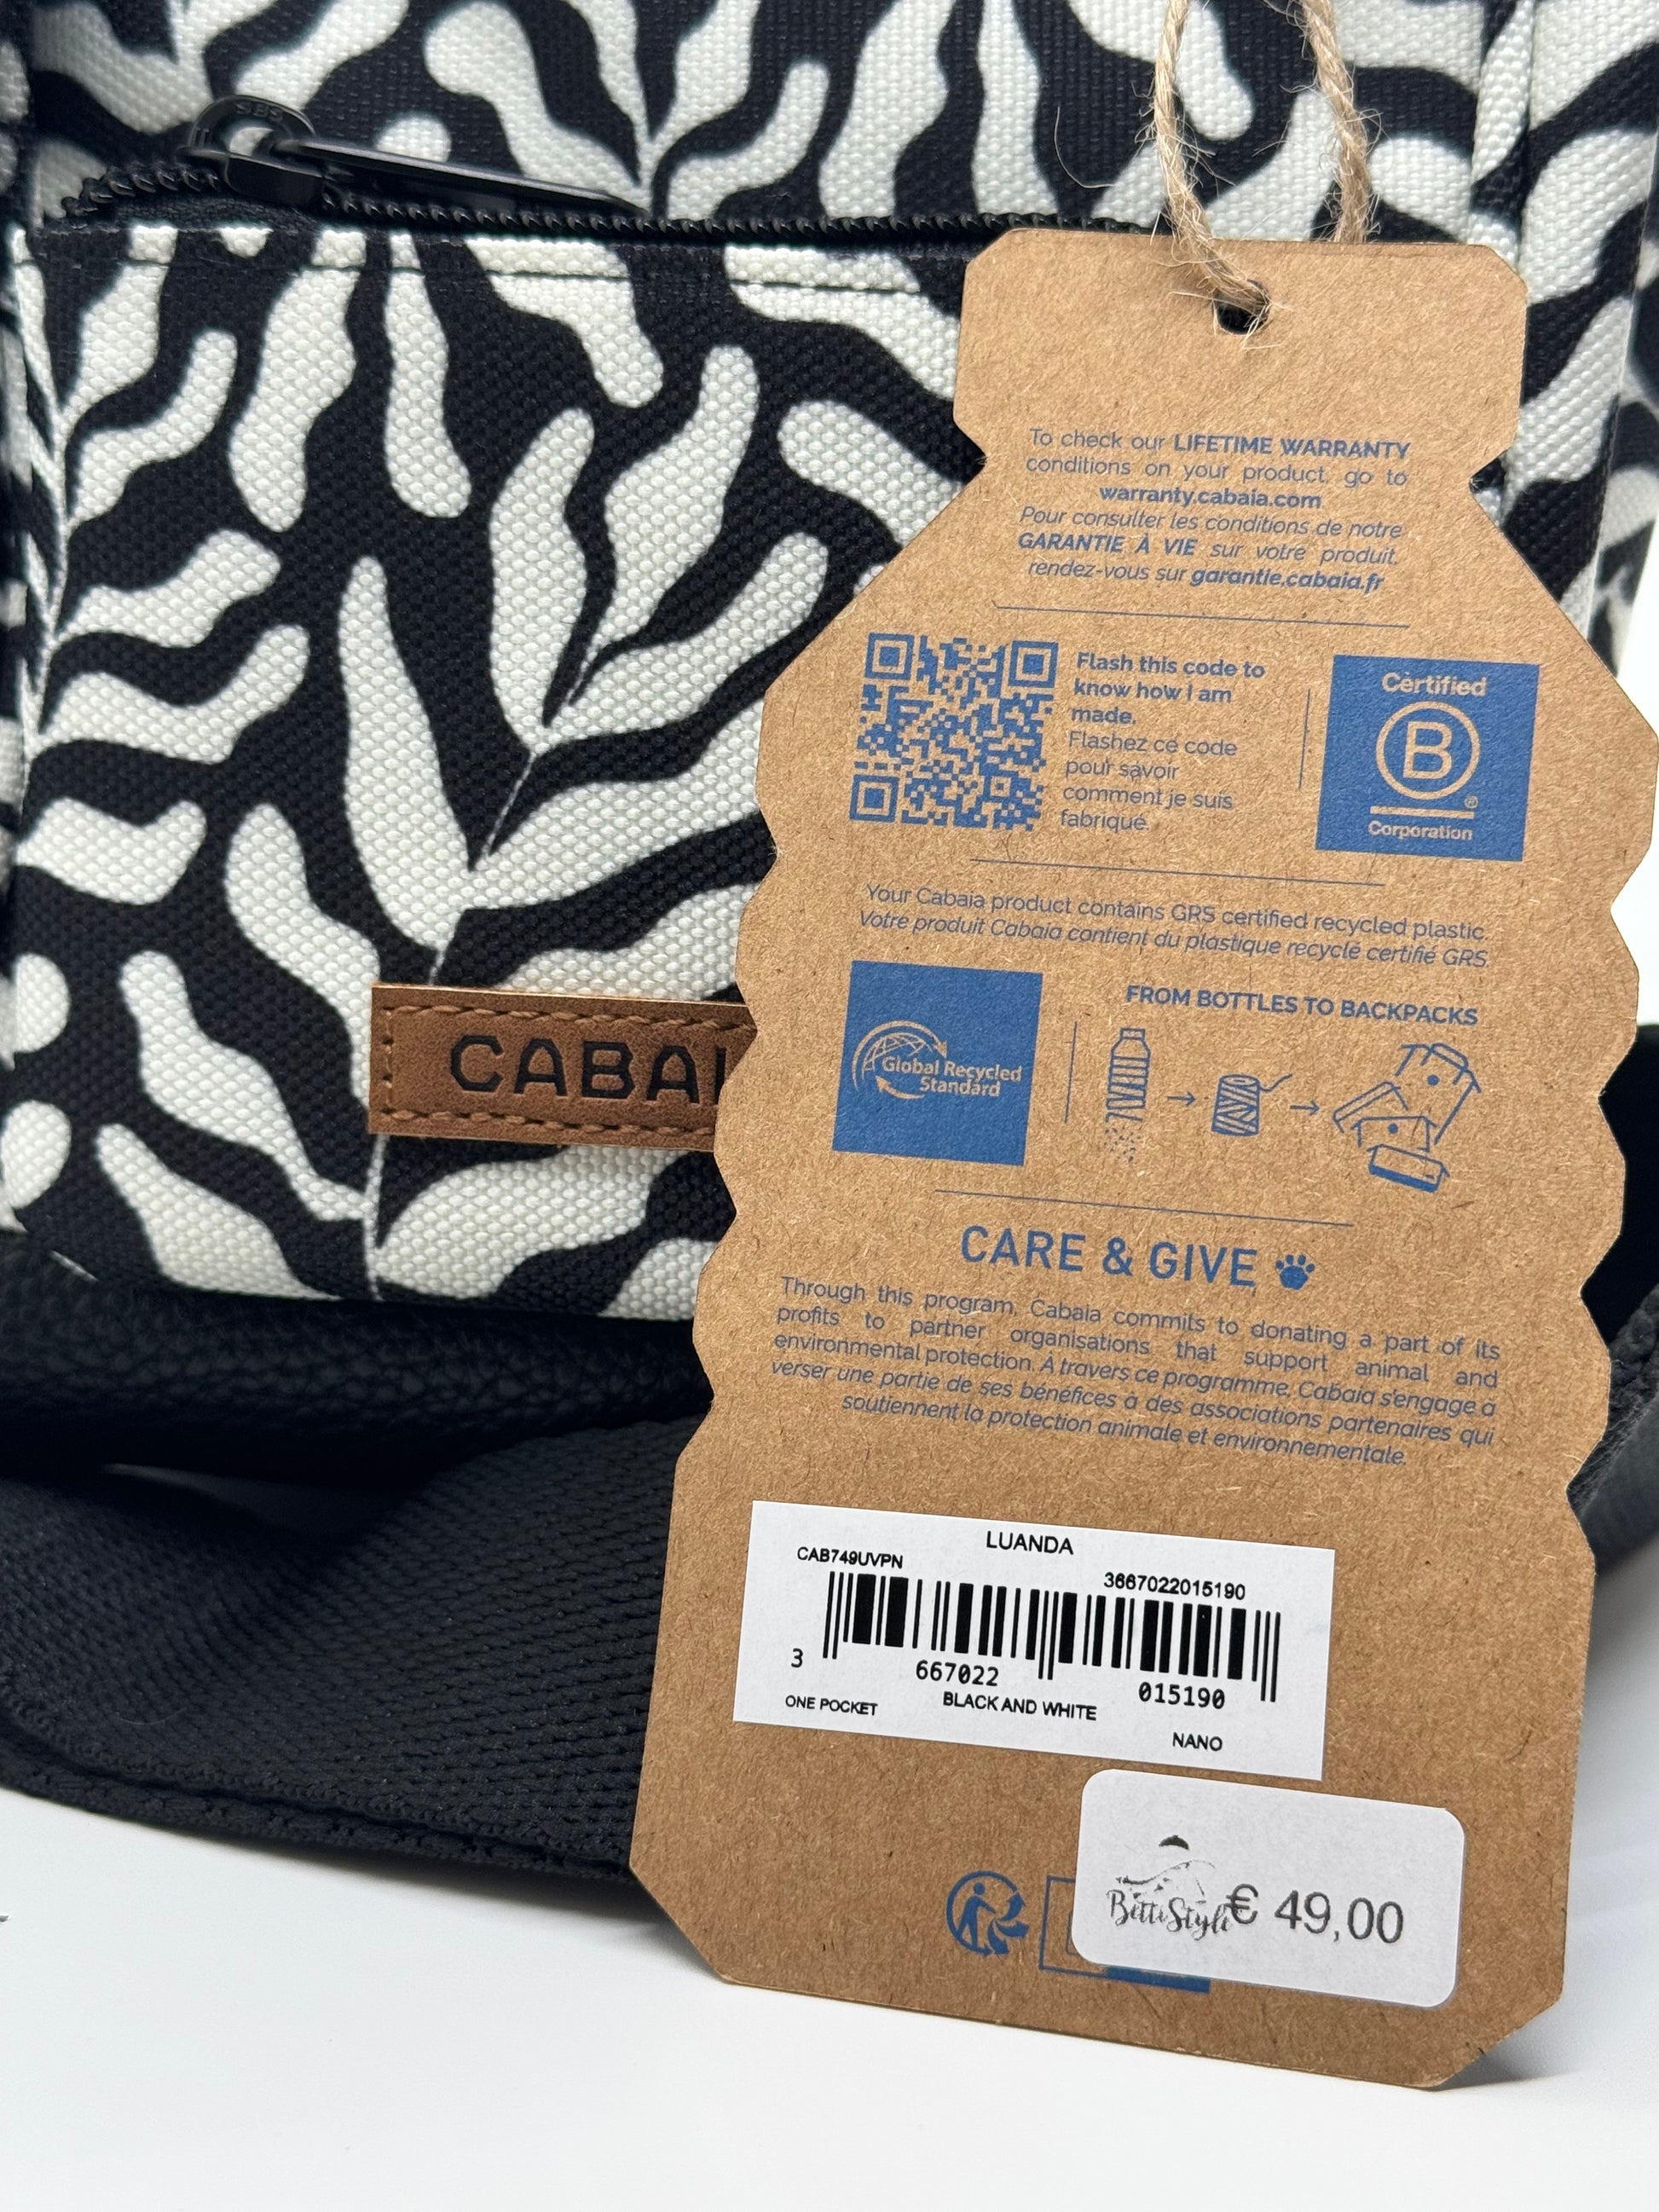 To check our LIFETIME WARRANTY
conditions on your product, go to
warranty.cabaia.com
Pour consulter les conditions de notre
GARANTIE À VIE sur votre produit,
rendez-vous sur garantie.cabaia.fr
Flash this code to
know how I am
made.
Flashez ce code
pour savoir
comment je suis
fabriqué.
Certified
B
®
Corporation
Your Cabaia product contains GRS certified recycled plastic.
Votre produit Cabaia contient du plastique recyclé certifié GRS.
Global Recycled
Standard
FROM BOTTLES TO BACKPACKS
CABAI
CARE & GIVE
Through this program, Cabaia commits to donating a part of its
profits to partner organisations that support animal and
environmental protection. A travers ce programme, Cabaia s'engage à
verser une partie de ses bénéfices à des associations partenaires qui
soutiennent la protection animale et environnementale.
LUANDA
CAB749UVPN
3667022015190
3 667022 015190
ONE POCKET BLACK AND WHITE
NANO
BittiStyli € 49,00